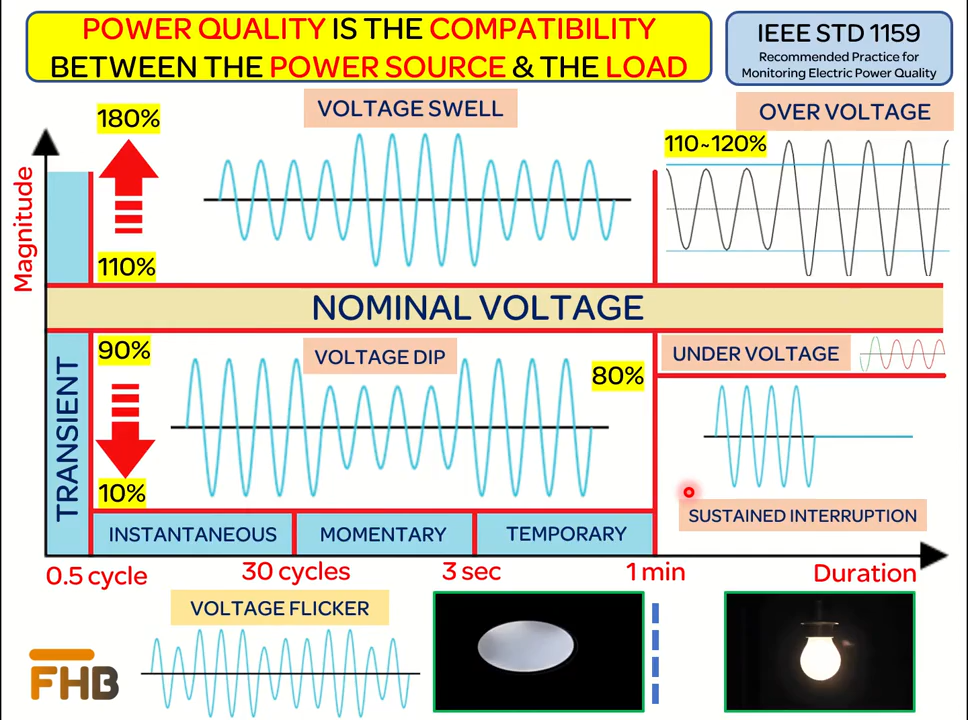 POWER QUALITY IS THE COMPATIBILITY
BETWEEN THE POWER SOURCE & THE LOAD
IEEE STD 1159
Recommended Practice for
Monitoring Electric Power Quality
180%
VOLTAGE SWELL
OVER VOLTAGE
110~120%
Magnitude
110%
NOMINAL VOLTAGE
90%
VOLTAGE DIP
80%
UNDER VOLTAGE
TRANSIENT
10%
SUSTAINED INTERRUPTION
INSTANTANEOUS
MOMENTARY
TEMPORARY
0.5 cycle
30 cycles
3 sec
1 min
Duration
VOLTAGE FLICKER
FHB